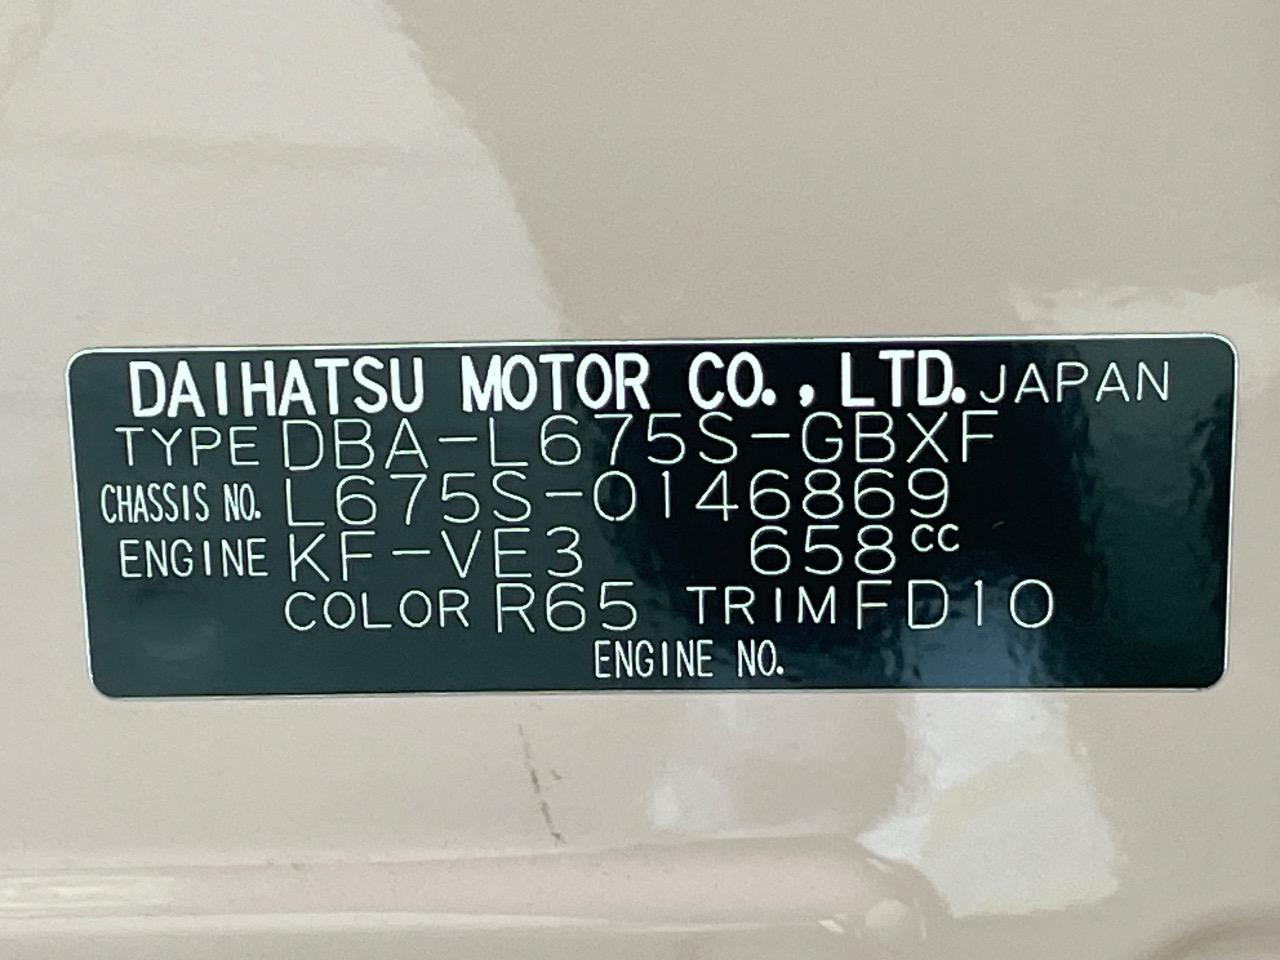 DAIHATSU MOTOR CO., LTD. JAPAN
TYPE DBA-L675S-GBXF
CHASSIS NO. L675S-0146869
ENGINE KF-VE3 658cc
COLOR R65 TRIM FD10
ENGINE NO.